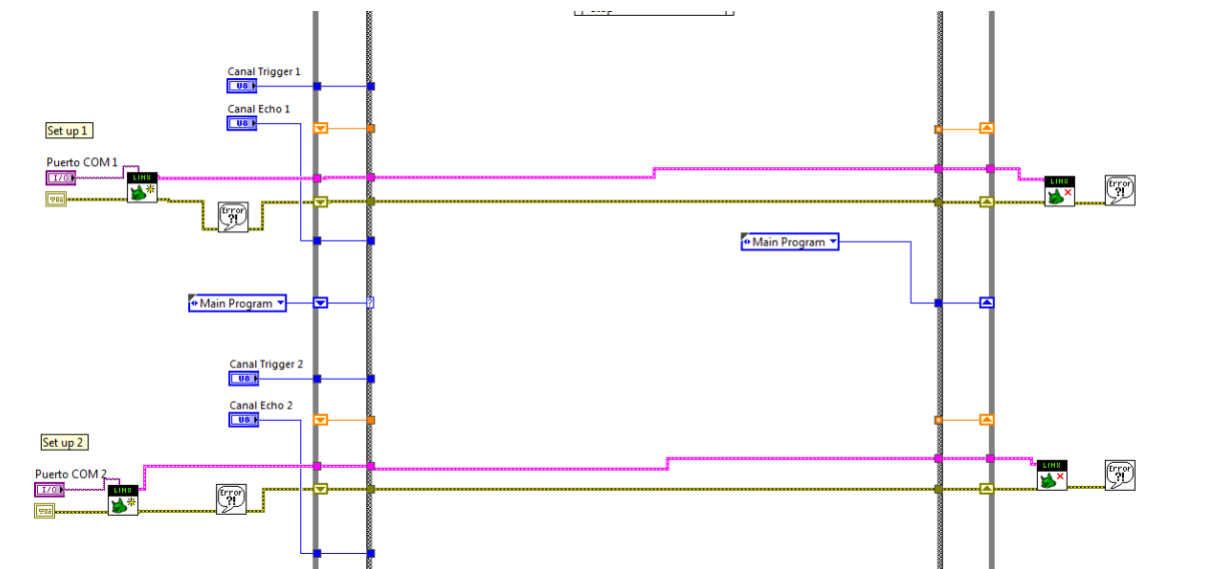 Stop
Canal Trigger 1
U8
Canal Echo 1
U8
Set up 1
Puerto COM 1
I/O
LINX
LINX
Error
?!
Error
?!
Main Program
Main Program
?
Canal Trigger 2
U8
Canal Echo 2
U8
Set up 2
Puerto COM 2
I/O
LINX
LINX
Error
?!
Error
?!